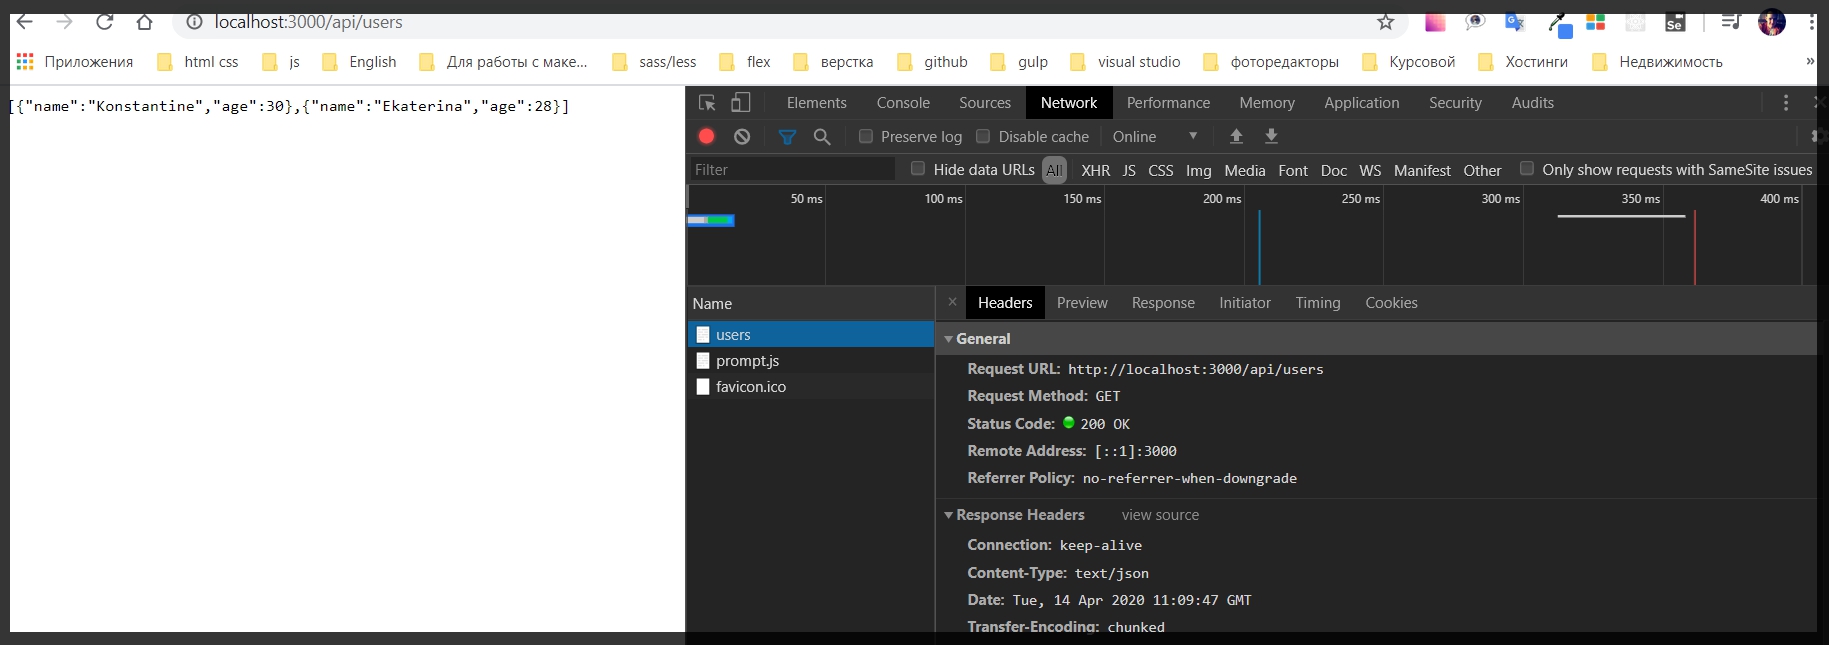 localhost:3000/api/users
Se
Приложения html css js English Для работы с маке... sass/less flex верстка github gulp visual studio фоторедакторы Курсовой Хостинги Недвижимость »
[{"name":"Konstantine","age":30},{"name":"Ekaterina","age":28}]
Elements Console Sources Network Performance Memory Application Security Audits
Preserve log Disable cache Online
Filter Hide data URLs All XHR JS CSS Img Media Font Doc WS Manifest Other Only show requests with SameSite issues
50 ms 100 ms 150 ms 200 ms 250 ms 300 ms 350 ms 400 ms
Name
users
prompt.js
favicon.ico
Headers Preview Response Initiator Timing Cookies
General
Request URL: http://localhost:3000/api/users
Request Method: GET
Status Code: 200 OK
Remote Address: [::1]:3000
Referrer Policy: no-referrer-when-downgrade
Response Headers view source
Connection: keep-alive
Content-Type: text/json
Date: Tue, 14 Apr 2020 11:09:47 GMT
Transfer-Encoding: chunked